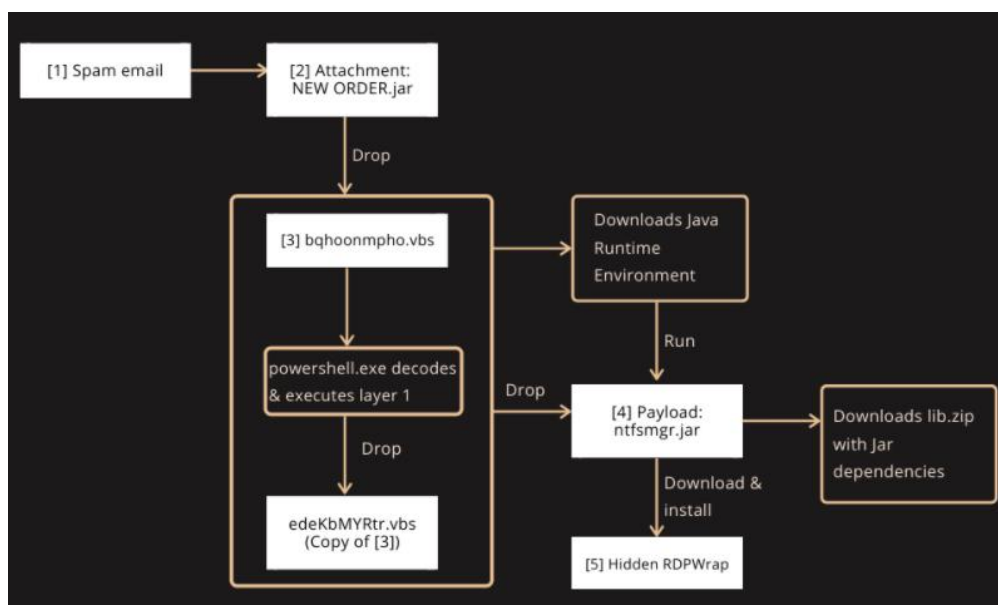 [1] Spam email
[2] Attachment:
NEW ORDER.jar
Drop
[3] bqhoonmpho.vbs
Downloads Java
Runtime
Environment
powershell.exe decodes
& executes layer 1
Run
Drop
Drop
[4] Payload:
ntfsmgr.jar
Downloads lib.zip
with Jar
dependencies
edeKbMYRtr.vbs
(Copy of [3])
Download &
install
[5] Hidden RDPWrap